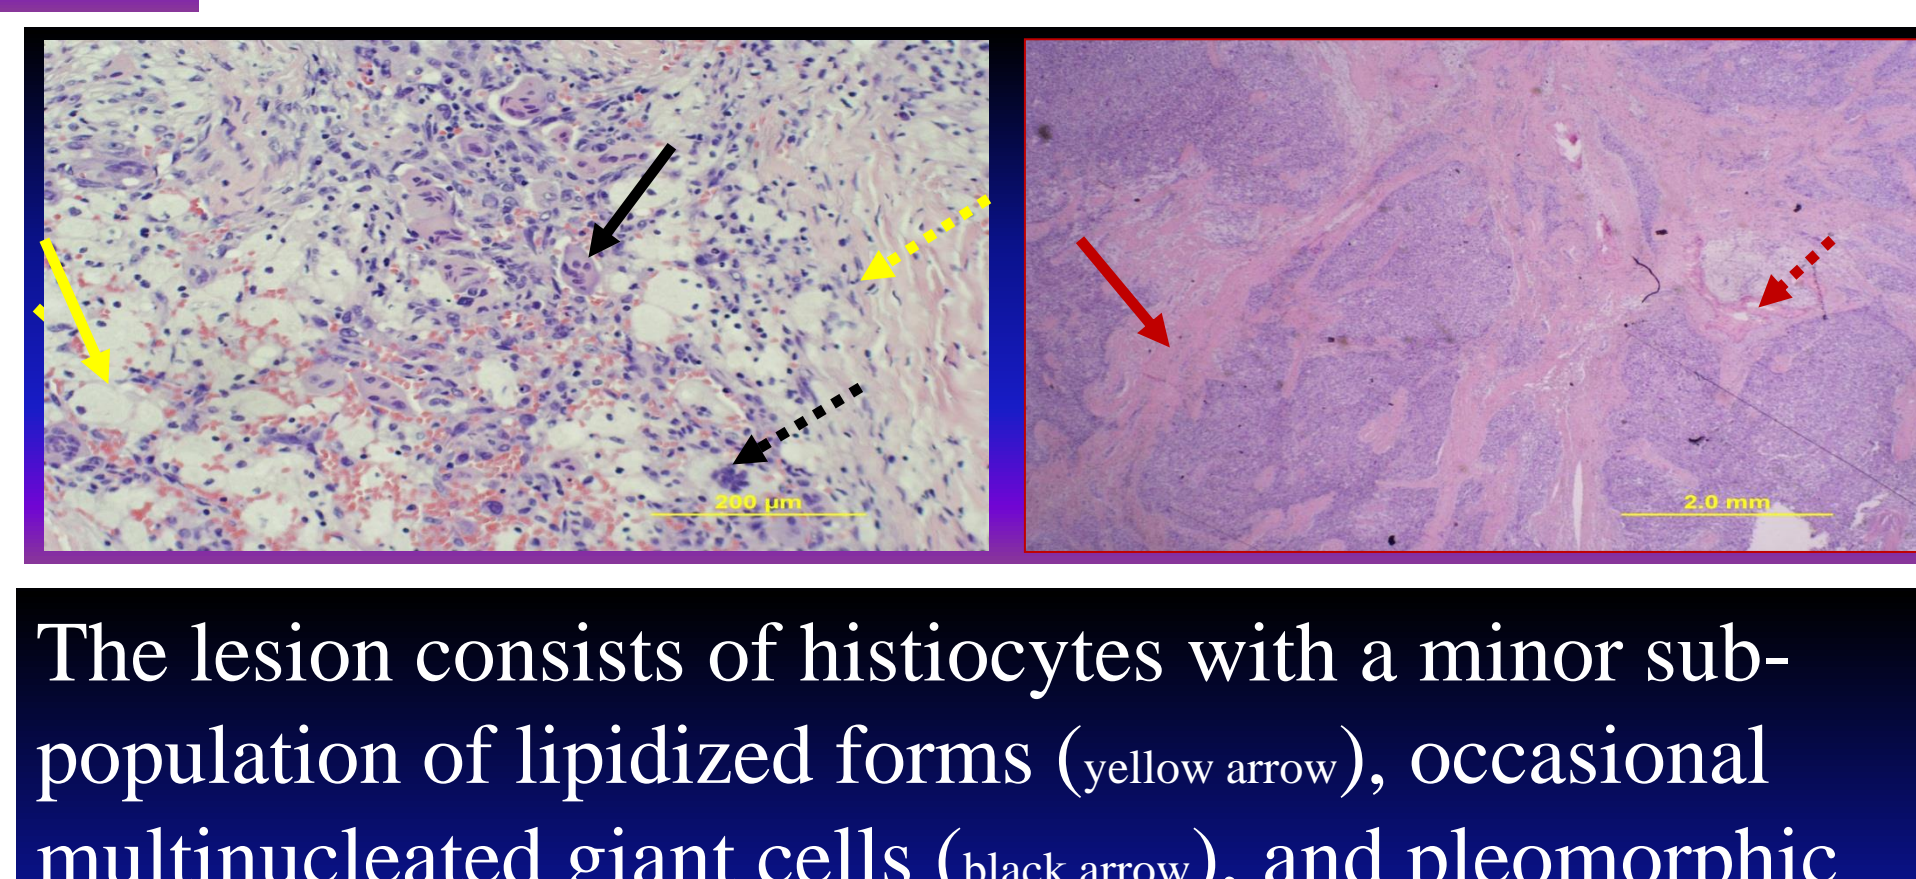 200 µm
2.0 mm
The lesion consists of histiocytes with a minor sub-
population of lipidized forms (yellow arrow), occasional
multinucleated giant cells (black arrow), and pleomorphic